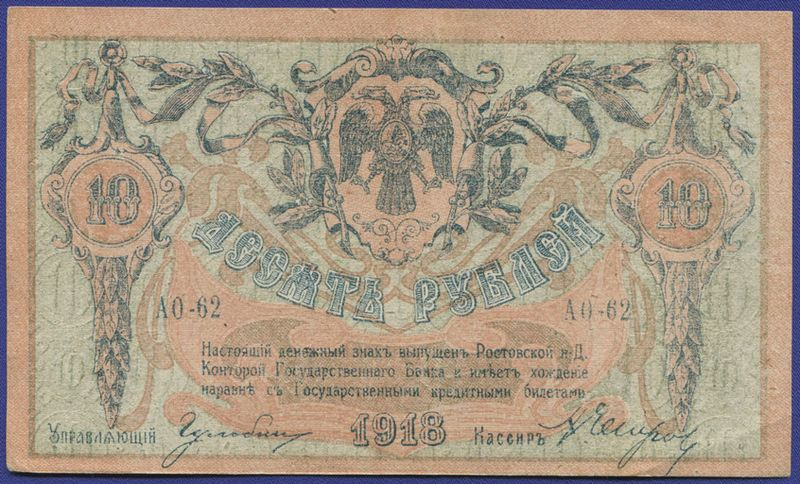 10 10
ДЕСЯТЬ РУБЛЕЙ
АО-62 АО-62
Настоящій денежный знакъ выпущенъ Ростовской н-Д.
Конторой Государственнаго Банка и имѣетъ хожденіе
наравнѣ съ Государственными кредитными билетами
Управляющій 1918 Кассиръ